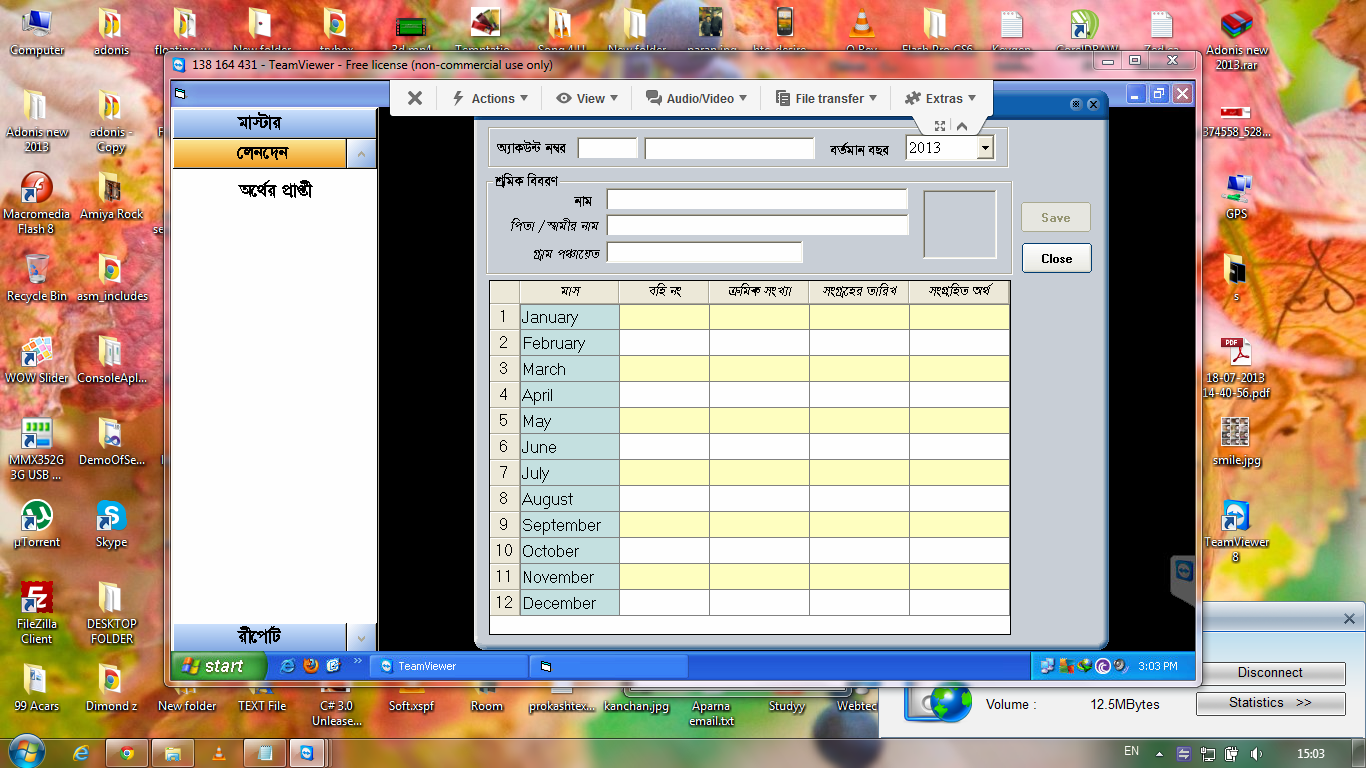 Computer
adonis
floating_w...
New folder
trybox
3d.mp4
Temptatio...
Song 4U
New folder
naran.jpg
htc desire
O Rey
Flash Pro CS6
Keygen
CorelDRAW
Adonis new
2013.rar
138 164 431 - TeamViewer - Free license (non-commercial use only)
Actions
View
Audio/Video
File transfer
Extras
মাস্টার
লেনদেন
অর্থের প্রাপ্তী
রীপোর্ট
অ্যাকাউন্ট নম্বর
বর্তমান বছর
2013
শ্রমিক বিবরণ
নাম
পিতা / স্বামীর নাম
গ্রাম পঞ্চায়েত
Save
Close
মাস
বহি নং
ক্রমিক সংখ্যা
সংগ্রহের তারিখ
সংগ্রহিত অর্থ
1 January
2 February
3 March
4 April
5 May
6 June
7 July
8 August
9 September
10 October
11 November
12 December
start
TeamViewer
3:03 PM
Adonis new
2013
adonis -
Copy
Macromedia
Flash 8
Amiya Rock
Recycle Bin
asm_includes
WOW Slider
ConsoleApl...
MMX352G
3G USB ...
DemoOfSe...
µTorrent
Skype
FileZilla
Client
DESKTOP
FOLDER
99 Acars
Dimond z
New folder
TEXT File
C# 3.0
Unlease...
Soft.xspf
Room
prokashtex...
kanchan.jpg
Aparna
email.txt
Studyy
Webtec
374558_528...
GPS
s
PDF
18-07-2013
14-40-56.pdf
smile.jpg
TeamViewer
8
Disconnect
Volume : 12.5MBytes
Statistics >>
EN
15:03